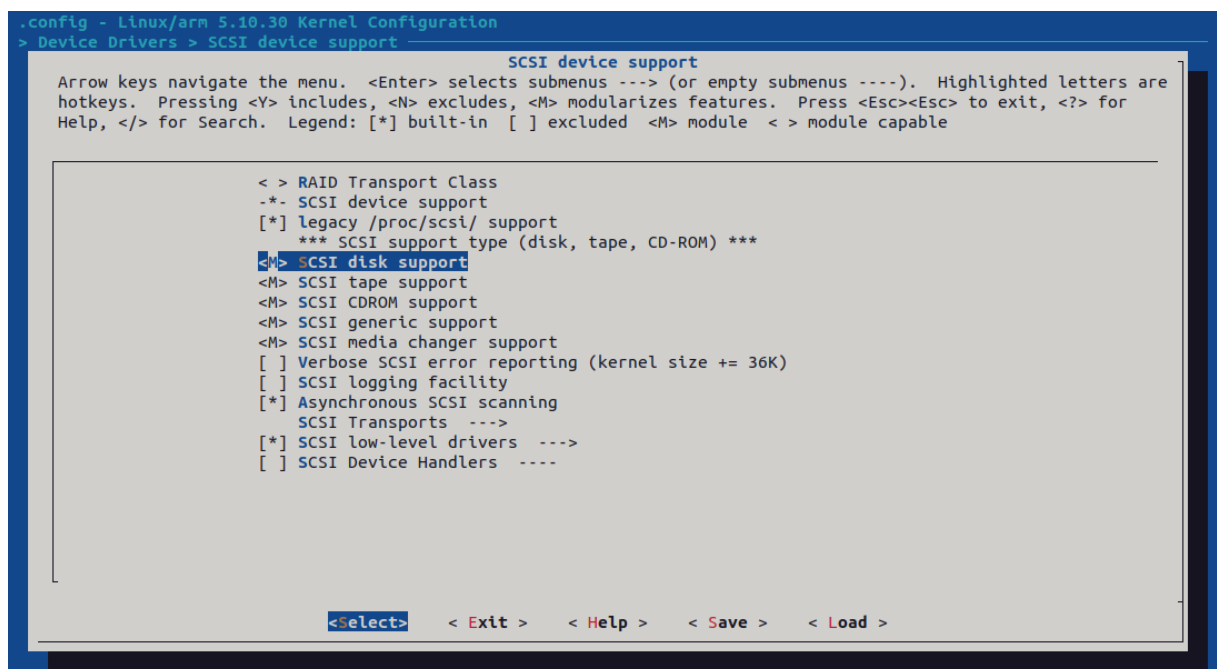 .config - Linux/arm 5.10.30 Kernel Configuration
> Device Drivers > SCSI device support
SCSI device support
Arrow keys navigate the menu.  <Enter> selects submenus ---> (or empty submenus ----).  Highlighted letters are
hotkeys.  Pressing <Y> includes, <N> excludes, <M> modularizes features.  Press <Esc><Esc> to exit, <?> for
Help, </> for Search.  Legend: [*] built-in  [ ] excluded  <M> module  < > module capable
< > RAID Transport Class
-*- SCSI device support
[*] legacy /proc/scsi/ support
*** SCSI support type (disk, tape, CD-ROM) ***
<M> SCSI disk support
<M> SCSI tape support
<M> SCSI CDROM support
<M> SCSI generic support
<M> SCSI media changer support
[ ] Verbose SCSI error reporting (kernel size += 36K)
[ ] SCSI logging facility
[*] Asynchronous SCSI scanning
SCSI Transports  --->
[*] SCSI low-level drivers  --->
[ ] SCSI Device Handlers  ----
<Select>    < Exit >    < Help >    < Save >    < Load >